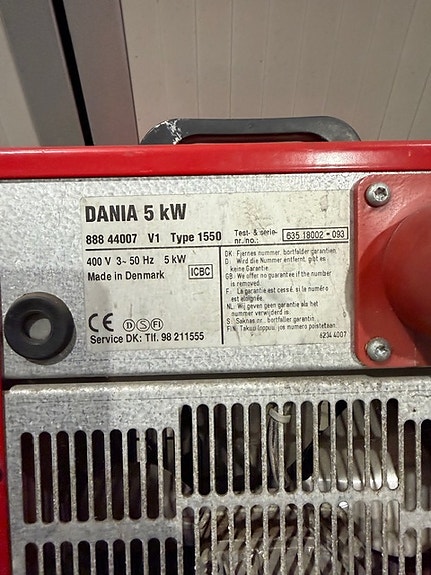 DANIA 5 kW
888 44007 V1 Type 1550
Test- & serie-
nr./no.:
635 18002 - 093
400 V 3~ 50 Hz 5 kW
Made in Denmark
ICBC
DK: Fjernes nummer, bortfalder garantien.
D: Wird die Nummer entfernt, gibt es
keine Garantie.
GB: We offer no guarantee if the number
is removed.
F: La garantie est cessé, si le numéro
est éloignée.
NL: Wij geven geen garantie als het
nummer verwijderd is.
S: Saknas nr., bortfaller garantin.
FIN: Takuu loppuu, jos numero poistetaan.
6234 4007
CE D S FI
Service DK: Tlf. 98 211555